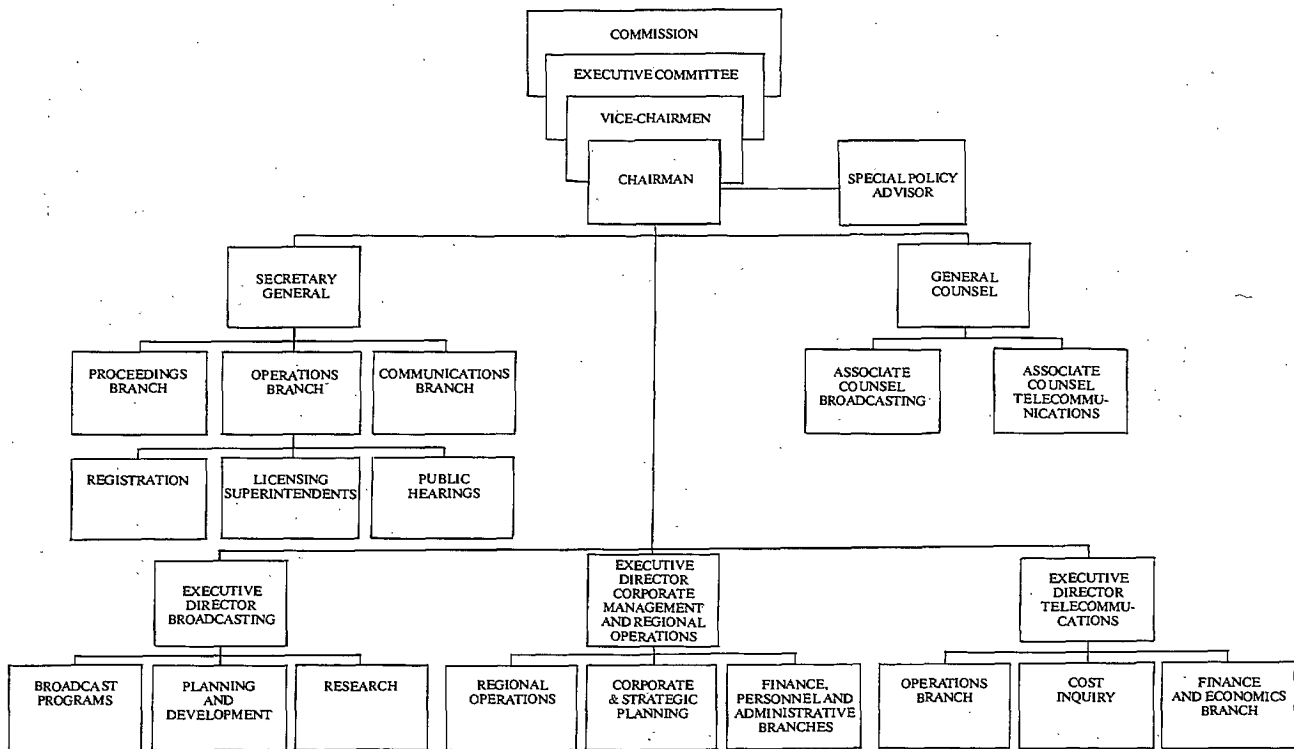 COMMISSION
EXECUTIVE COMMITTEE
VICE-CHAIRMEN
CHAIRMAN
SPECIAL POLICY
ADVISOR
SECRETARY
GENERAL
GENERAL
COUNSEL
PROCEEDINGS
BRANCH
OPERATIONS
BRANCH
COMMUNICATIONS
BRANCH
ASSOCIATE
COUNSEL
BROADCASTING
ASSOCIATE
COUNSEL
TELECOMMU-
NICATIONS
REGISTRATION
LICENSING
SUPERINTENDENTS
PUBLIC
HEARINGS
EXECUTIVE
DIRECTOR
BROADCASTING
EXECUTIVE
DIRECTOR
CORPORATE
MANAGEMENT
AND REGIONAL
OPERATIONS
EXECUTIVE
DIRECTOR
TELECOMMU-
CATIONS
BROADCAST
PROGRAMS
PLANNING
AND
DEVELOPMENT
RESEARCH
REGIONAL
OPERATIONS
CORPORATE
& STRATEGIC
PLANNING
FINANCE,
PERSONNEL AND
ADMINISTRATIVE
BRANCHES
OPERATIONS
BRANCH
COST
INQUIRY
FINANCE
AND ECONOMICS
BRANCH